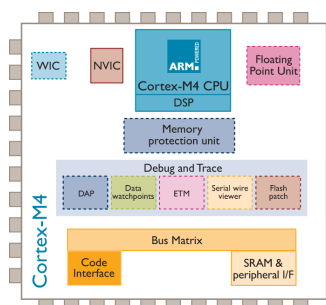 ARM POWERED
Cortex-M4 CPU
DSP
WIC
NVIC
Floating
Point Unit
Memory
protection unit
Debug and Trace
DAP
Data
watchpoints
ETM
Serial wire
viewer
Flash
patch
Bus Matrix
Code
Interface
SRAM &
peripheral I/F
Cortex-M4